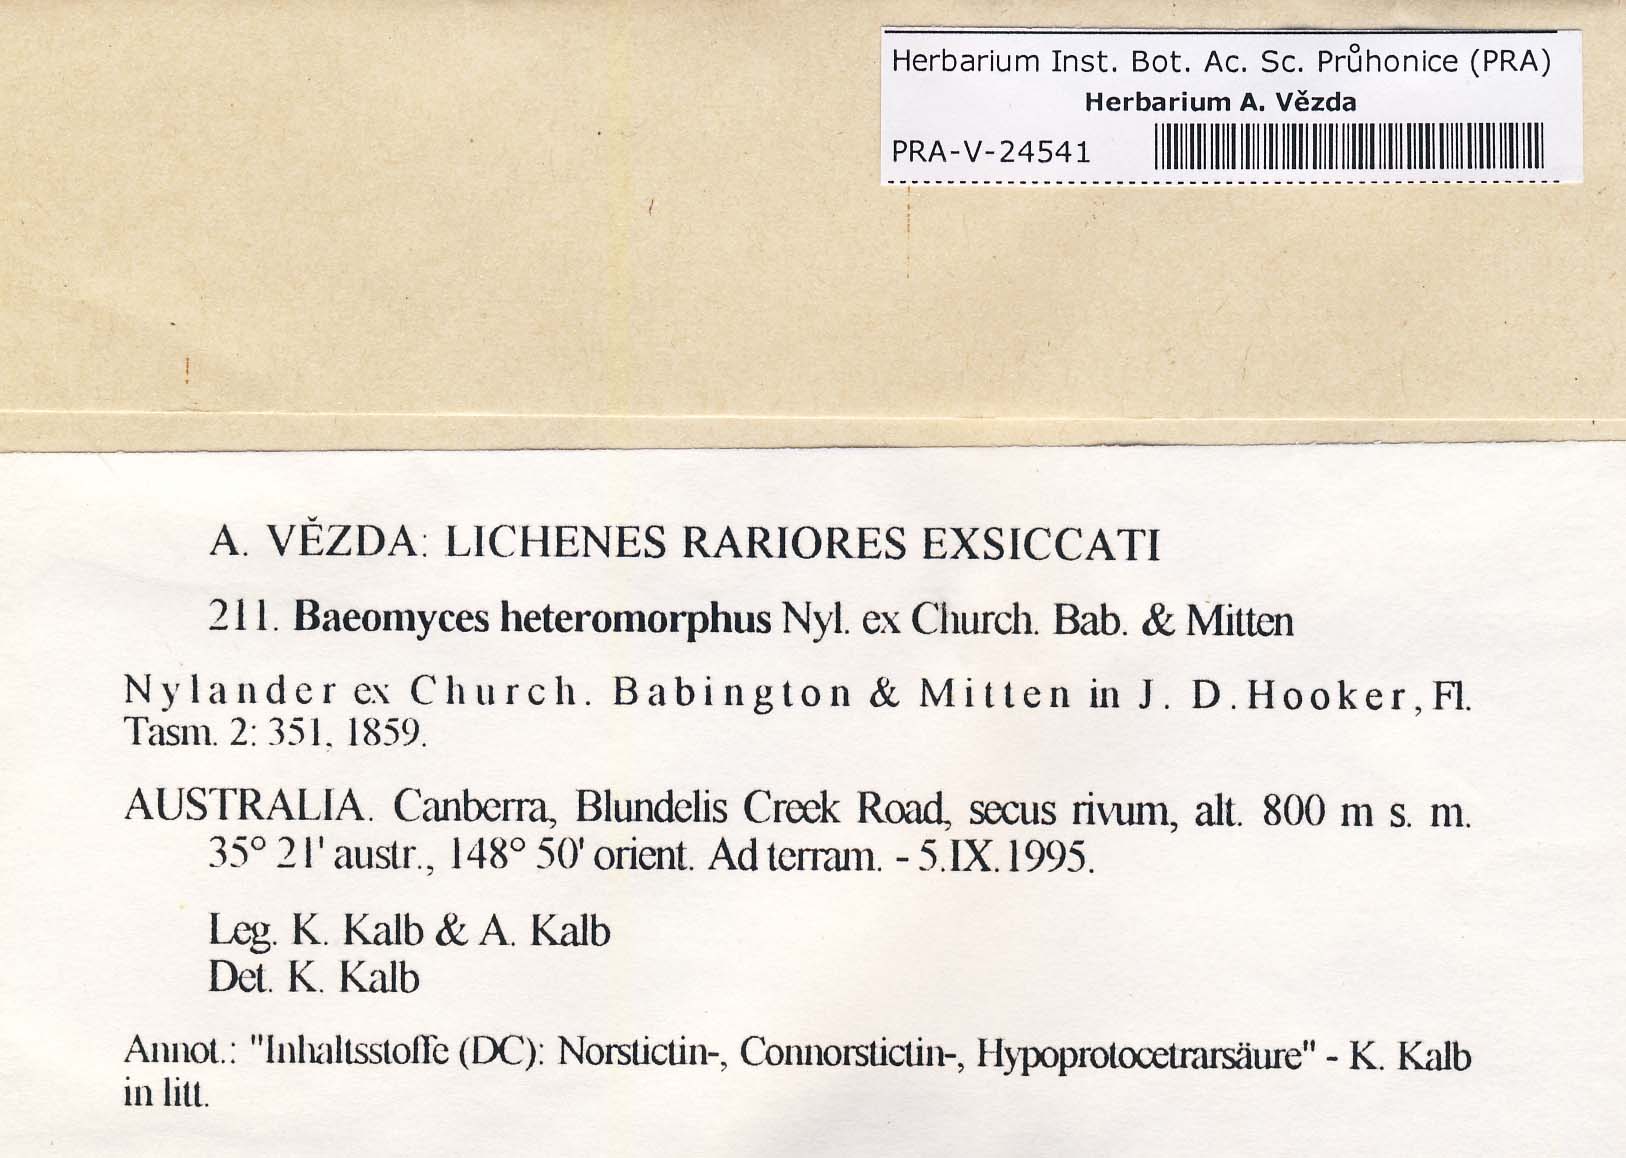 Herbarium Inst. Bot. Ac. Sc. Průhonice (PRA)
Herbarium A. Vězda
PRA-V-24541
A. VĚZDA: LICHENES RARIORES EXSICCATI
211. Baeomyces heteromorphus Nyl. ex Church. Bab. & Mitten
Nylander ex Church. Babington & Mitten in J. D. Hooker, Fl.
Tasm. 2: 351, 1859.
AUSTRALIA. Canberra, Blundelis Creek Road, secus rivum, alt. 800 m s. m.
35° 21' austr., 148° 50' orient. Ad terram. - 5.IX.1995.
Leg. K. Kalb & A. Kalb
Det. K. Kalb
Annot.: "Inhaltsstoffe (DC): Norstictin-, Connorstictin-, Hypoprotocetrarsäure" - K. Kalb
in litt.